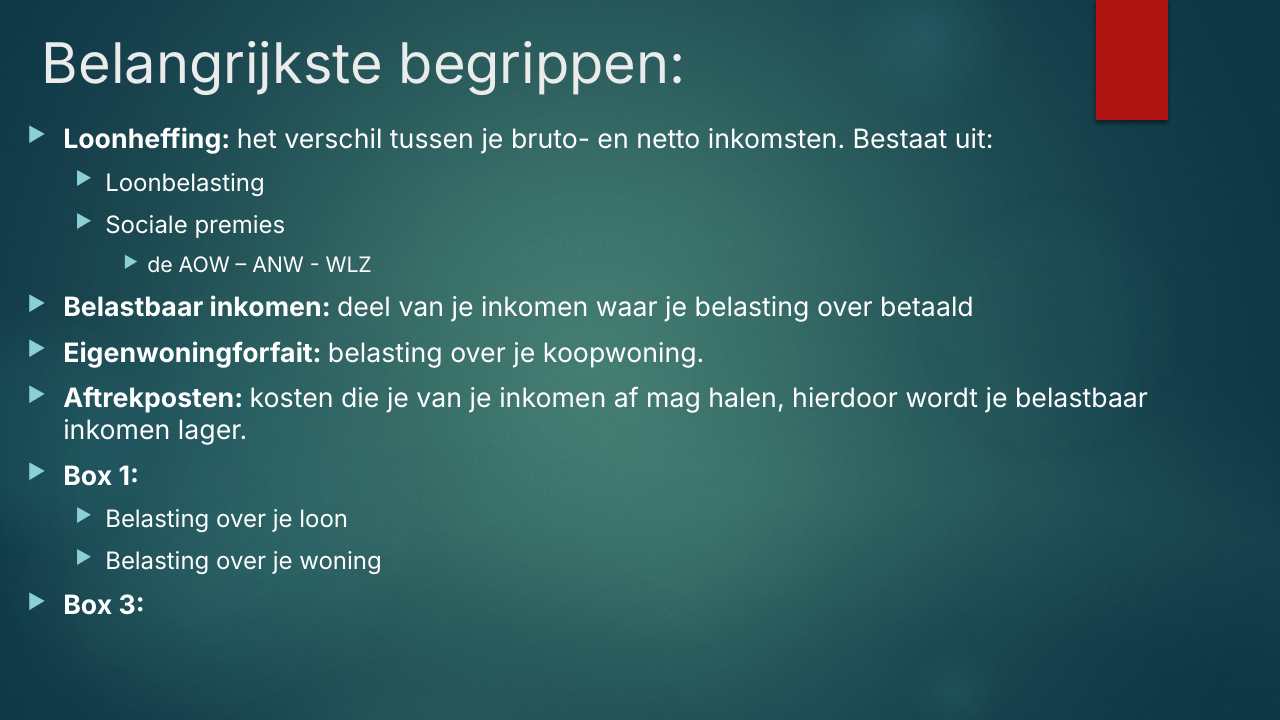 Belangrijkste begrippen:
Loonheffing: het verschil tussen je bruto- en netto inkomsten. Bestaat uit:
Loonbelasting
Sociale premies
de AOW – ANW - WLZ
Belastbaar inkomen: deel van je inkomen waar je belasting over betaald
Eigenwoningforfait: belasting over je koopwoning.
Aftrekposten: kosten die je van je inkomen af mag halen, hierdoor wordt je belastbaar
inkomen lager.
Box 1:
Belasting over je loon
Belasting over je woning
Box 3: